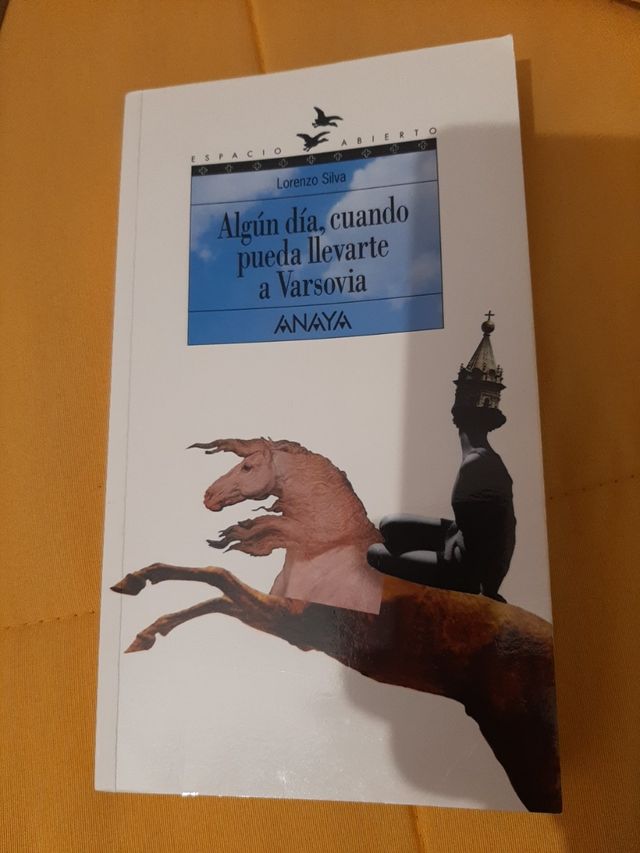 ESPACIO ABIERTO
Lorenzo Silva
Algún día, cuando
pueda llevarte
a Varsovia
ANAYA